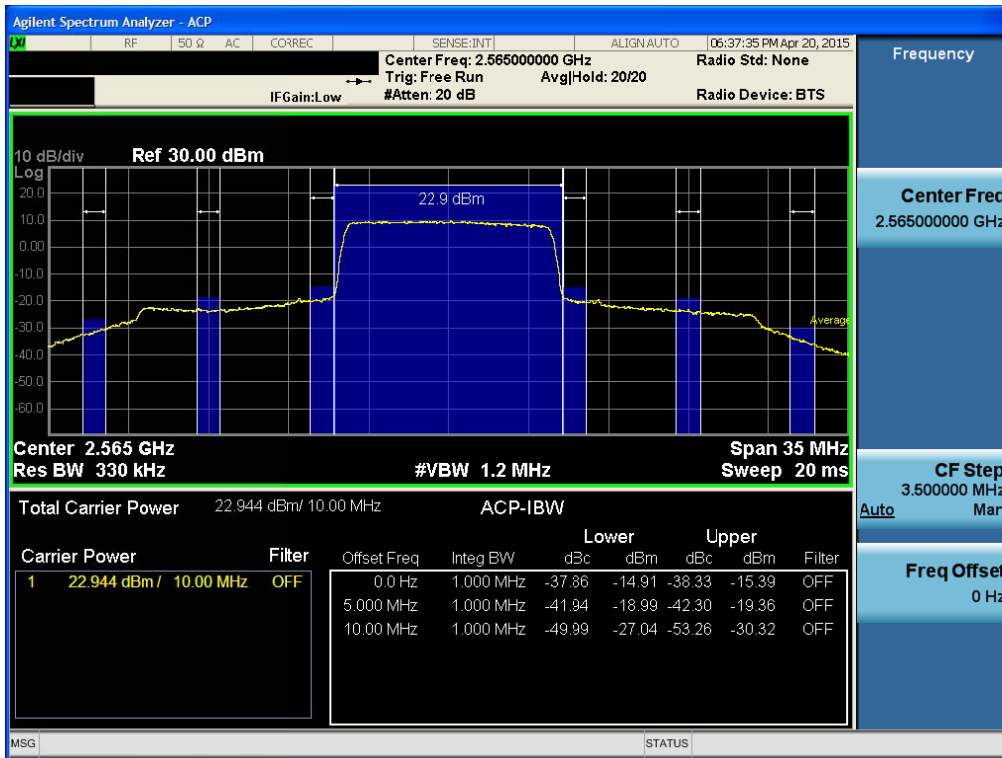 Agilent Spectrum Analyzer - ACP
LXI RF 50 Ω AC CORREC SENSE:INT ALIGN AUTO 06:37:35 PM Apr 20, 2015
Center Freq: 2.565000000 GHz Radio Std: None
Trig: Free Run Avg|Hold: 20/20
IFGain:Low #Atten: 20 dB Radio Device: BTS
10 dB/div Ref 30.00 dBm
Log
22.9 dBm
20.0
10.0
0.00
-10.0
-20.0
-30.0
-40.0
-50.0
-60.0
Average
Center 2.565 GHz Span 35 MHz
Res BW 330 kHz #VBW 1.2 MHz Sweep 20 ms
Total Carrier Power 22.944 dBm/ 10.00 MHz ACP-IBW
Lower Upper
Carrier Power Filter Offset Freq Integ BW dBc dBm dBc dBm Filter
1 22.944 dBm / 10.00 MHz OFF 0.0 Hz 1.000 MHz -37.86 -14.91 -38.33 -15.39 OFF
5.000 MHz 1.000 MHz -41.94 -18.99 -42.30 -19.36 OFF
10.00 MHz 1.000 MHz -49.99 -27.04 -53.26 -30.32 OFF
MSG STATUS
Frequency
Center Freq
2.565000000 GHz
CF Step
3.500000 MHz
Auto Man
Freq Offset
0 Hz